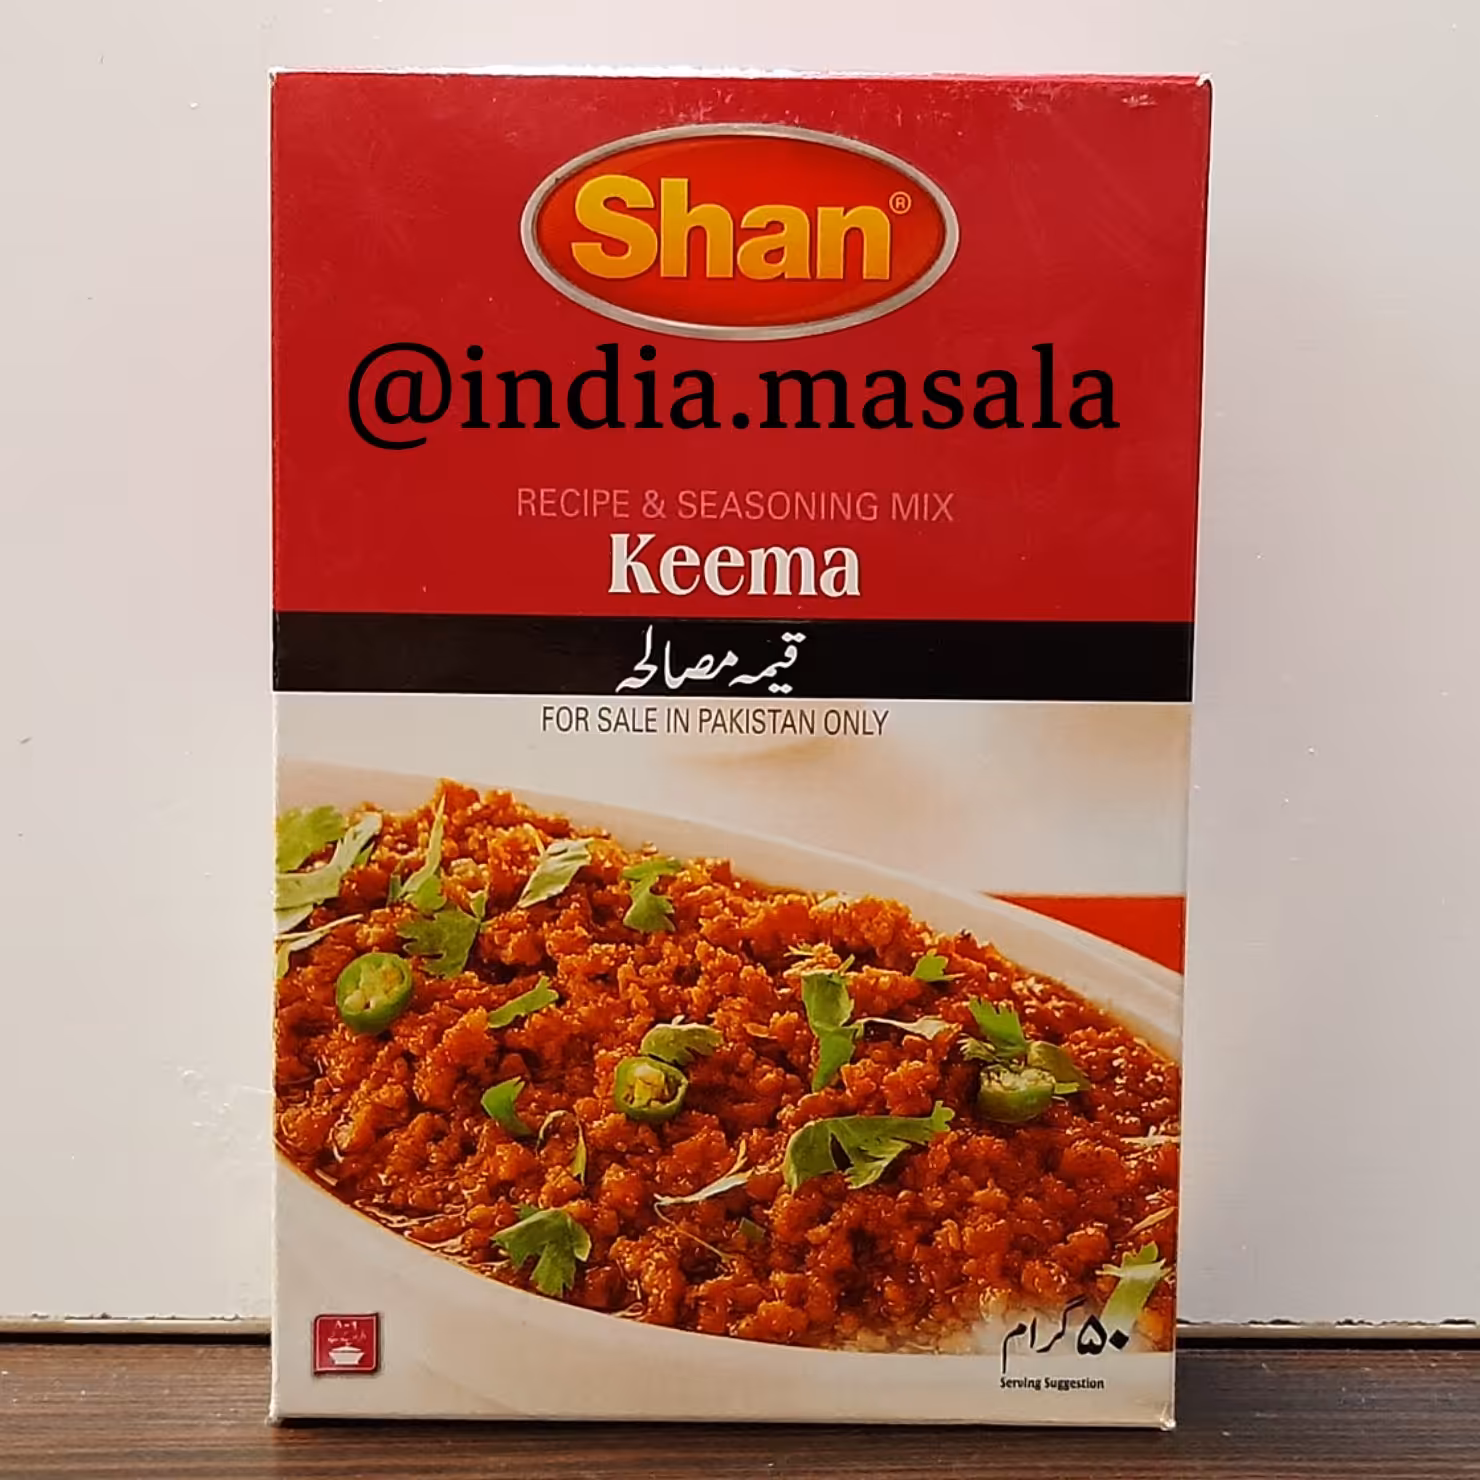 Shan®
@india.masala
RECIPE & SEASONING MIX
Keema
قیمہ مصالحہ
FOR SALE IN PAKISTAN ONLY
۵۰ گرام
Serving Suggestion